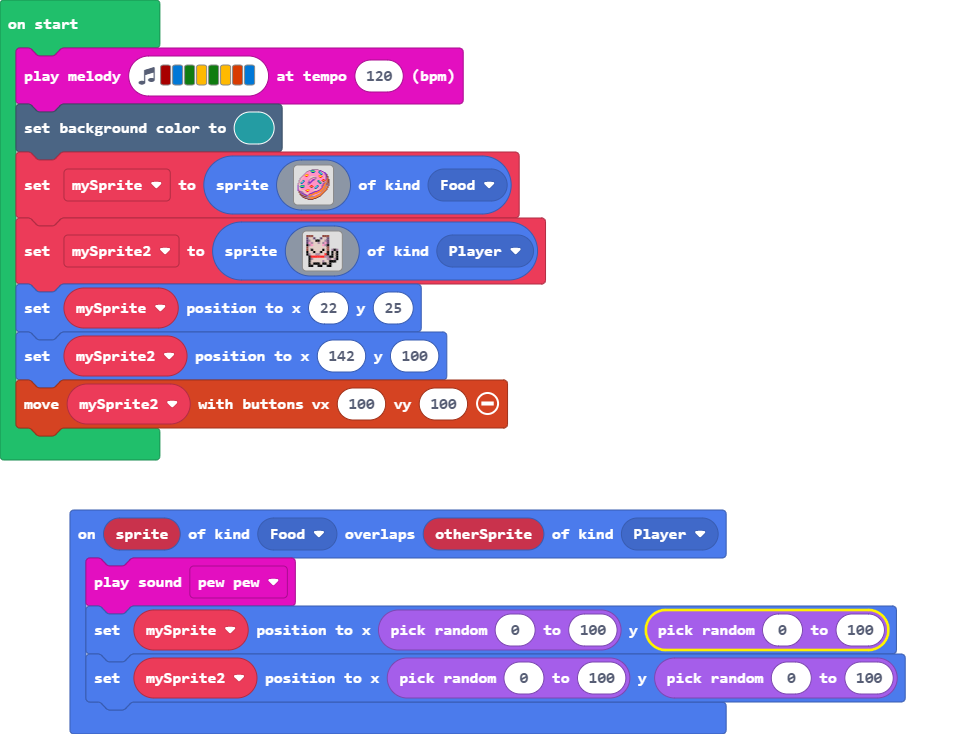 on start
play melody at tempo 120 (bpm)
set background color to
set mySprite to sprite of kind Food
set mySprite2 to sprite of kind Player
set mySprite position to x 22 y 25
set mySprite2 position to x 142 y 100
move mySprite2 with buttons vx 100 vy 100
on sprite of kind Food overlaps otherSprite of kind Player
play sound pew pew
set mySprite position to x pick random 0 to 100 y pick random 0 to 100
set mySprite2 position to x pick random 0 to 100 y pick random 0 to 100